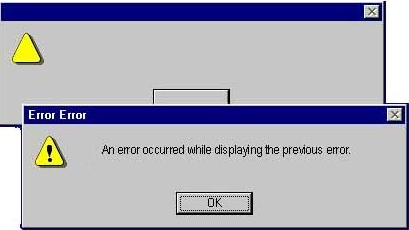 Error Error
An error occurred while displaying the previous error.
OK